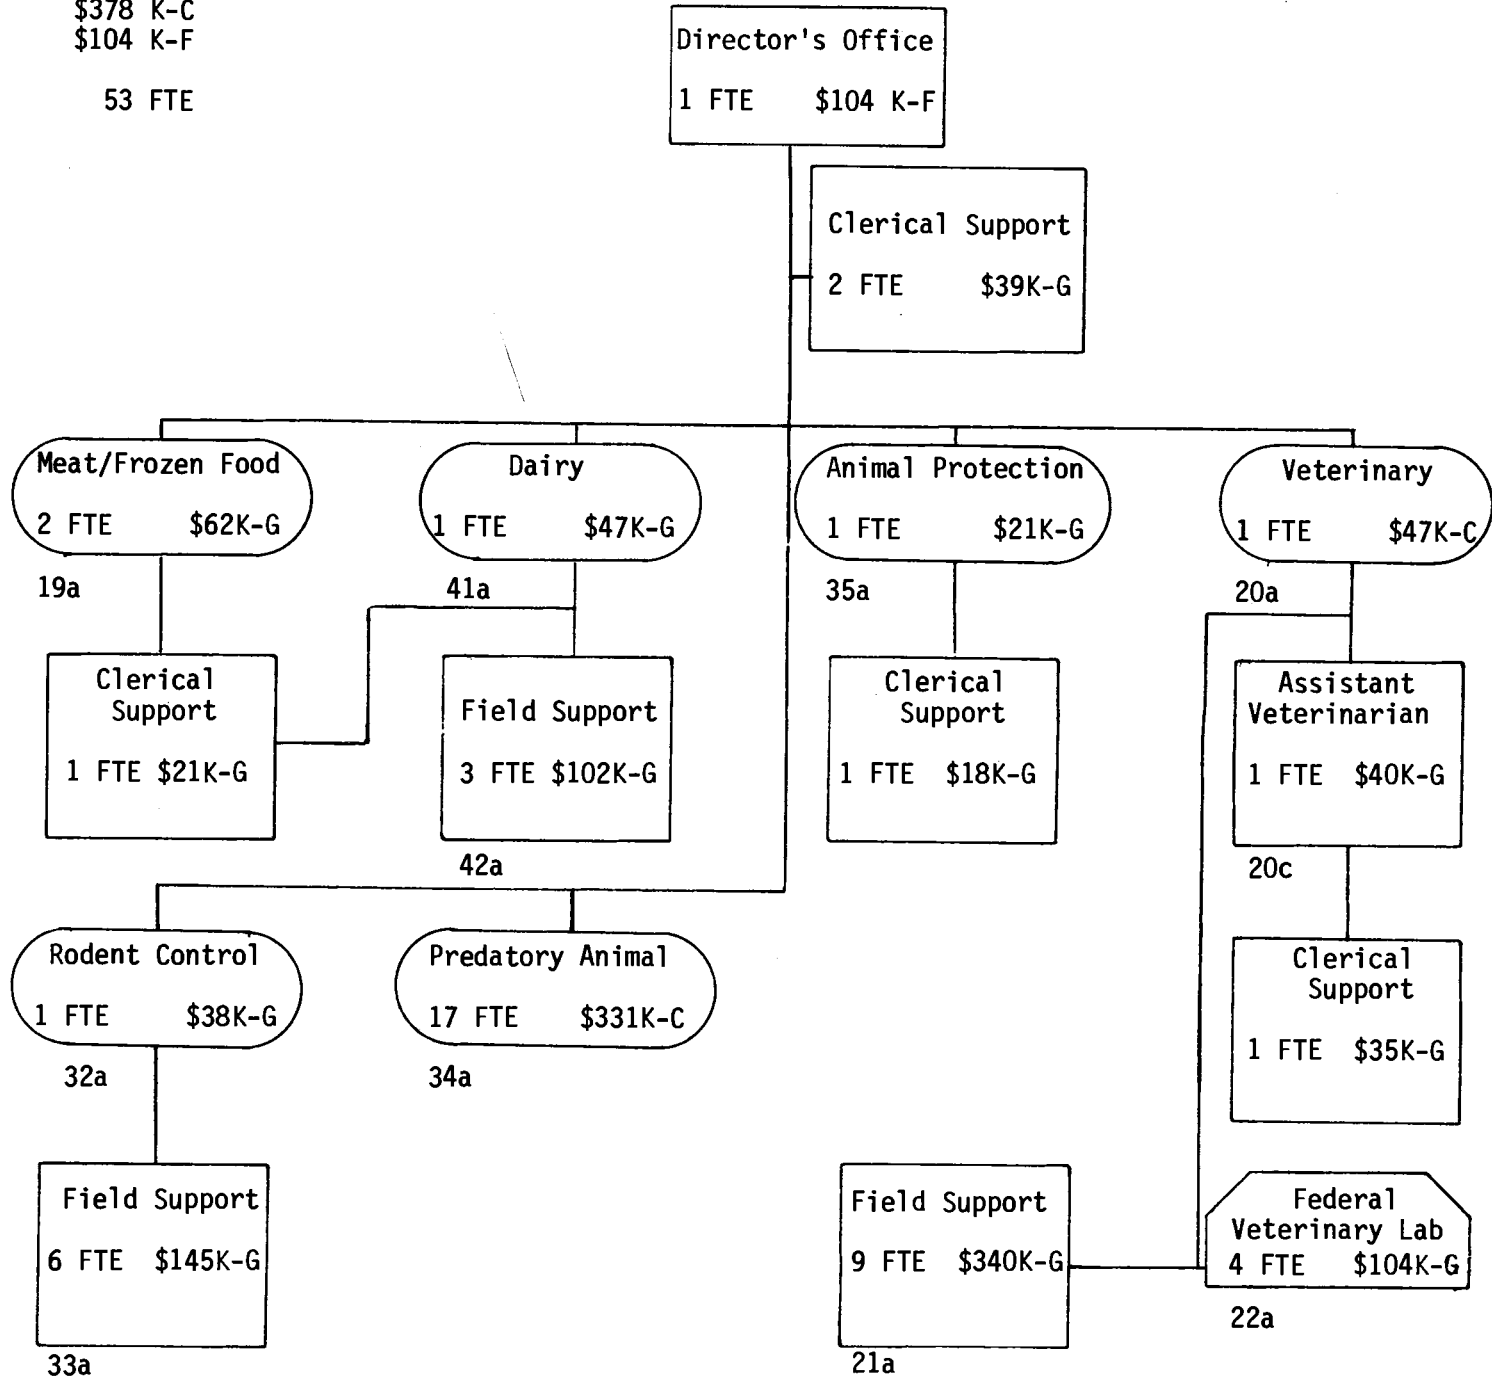 $378 K-C
$104 K-F
53 FTE
Director's Office
1 FTE $104 K-F
Clerical Support
2 FTE $39K-G
Meat/Frozen Food
2 FTE $62K-G
19a
Dairy
1 FTE $47K-G
41a
Animal Protection
1 FTE $21K-G
35a
Veterinary
1 FTE $47K-C
20a
Clerical
Support
1 FTE $21K-G
Field Support
3 FTE $102K-G
42a
Clerical
Support
1 FTE $18K-G
Assistant
Veterinarian
1 FTE $40K-G
20c
Rodent Control
1 FTE $38K-G
32a
Predatory Animal
17 FTE $331K-C
34a
Clerical
Support
1 FTE $35K-G
Field Support
6 FTE $145K-G
33a
Field Support
9 FTE $340K-G
21a
Federal
Veterinary Lab
4 FTE $104K-G
22a